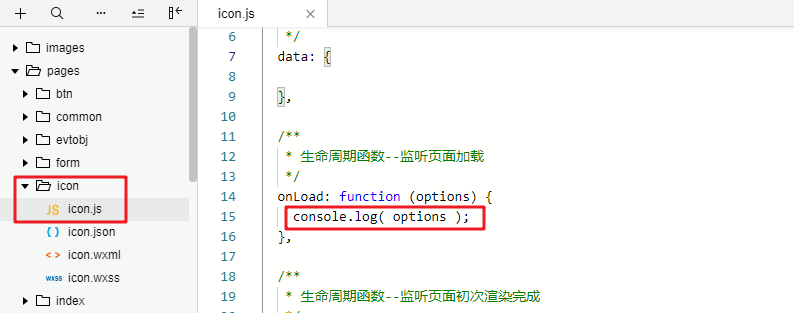 icon.js
images
pages
btn
common
evtobj
form
icon
JS icon.js
{ } icon.json
< > icon.wxml
WXSS icon.wxss
index
6 */
7 data: {
8
9 },
10
11 /**
12 * 生命周期函数--监听页面加载
13 */
14 onLoad: function (options) {
15 console.log( options );
16 },
17
18 /**
19 * 生命周期函数--监听页面初次渲染完成